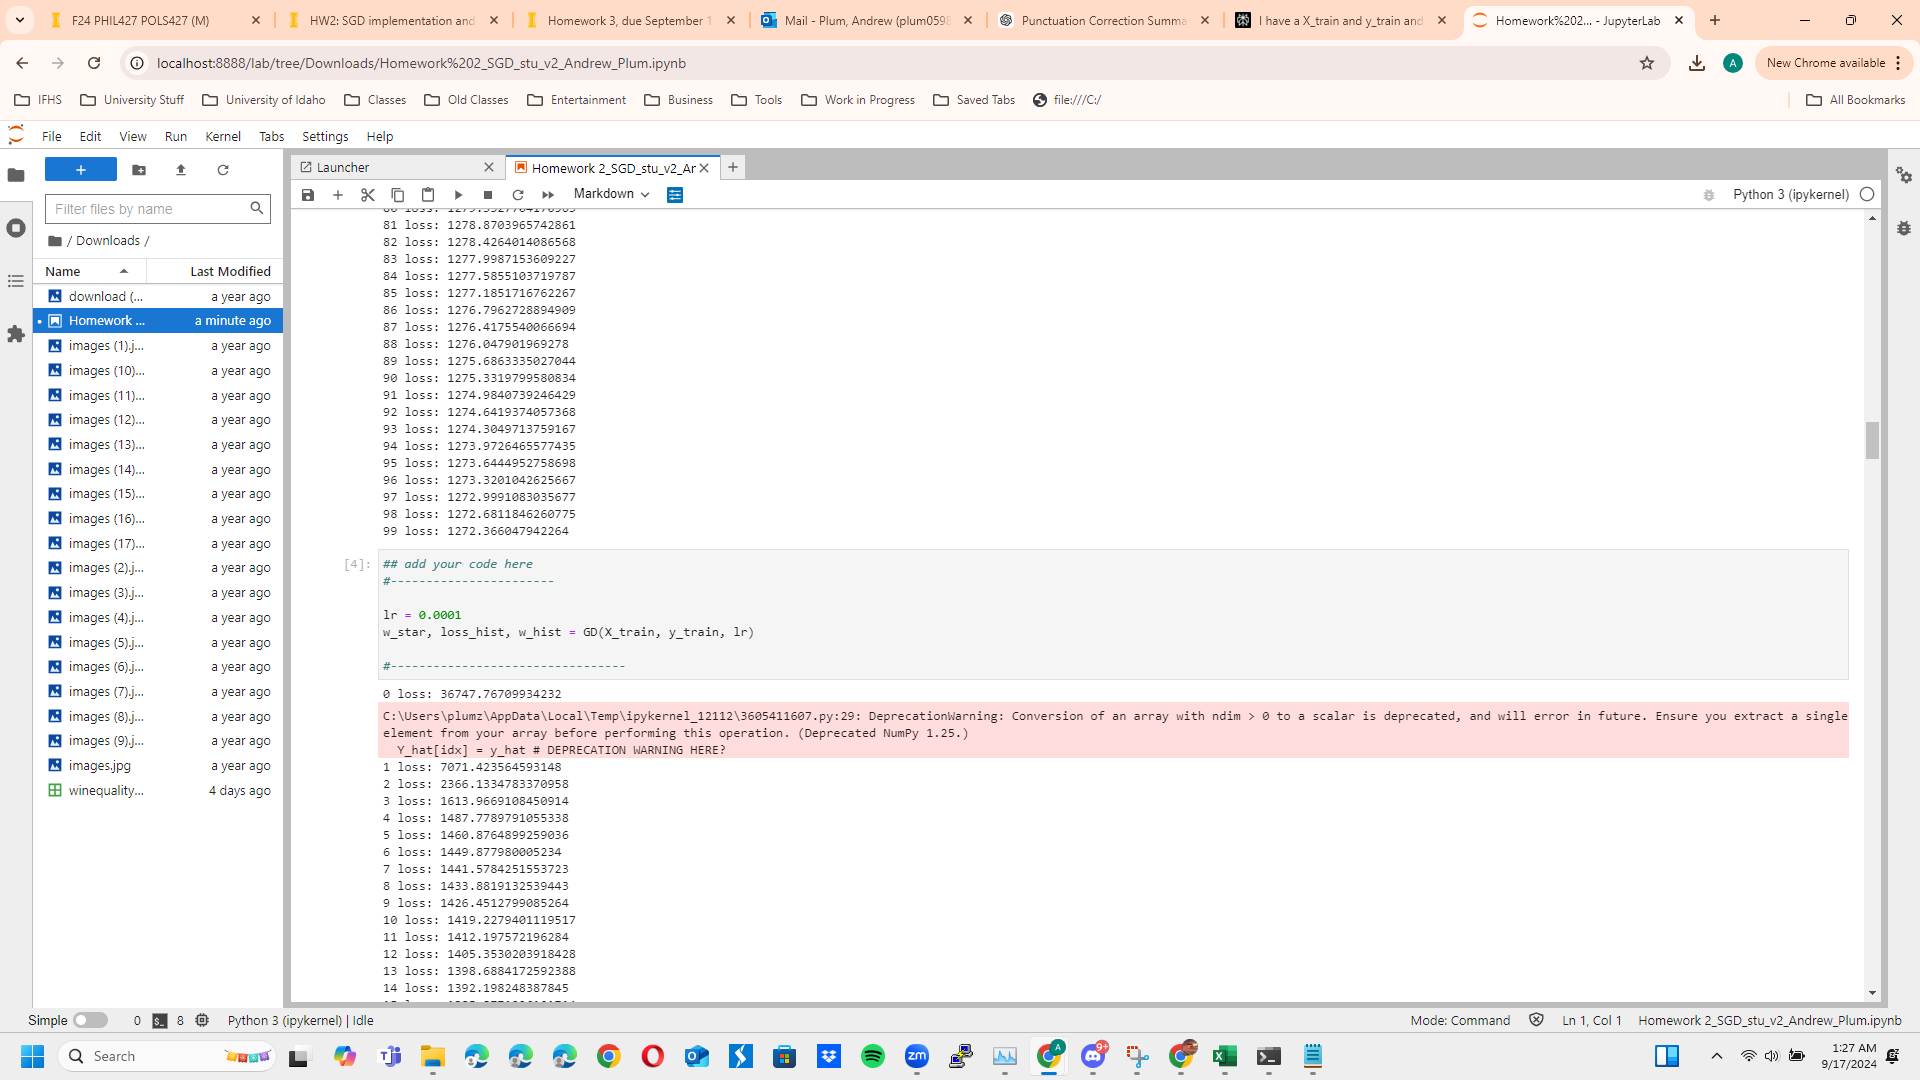 F24 PHIL427 POLS427 (M)
HW2: SGD implementation and
Homework 3, due September 1
Mail - Plum, Andrew (plum0598
Punctuation Correction Summa
I have a X_train and y_train and
Homework%202... - JupyterLab
localhost:8888/lab/tree/Downloads/Homework%202_SGD_stu_v2_Andrew_Plum.ipynb
A
New Chrome available
IFHS
University Stuff
University of Idaho
Classes
Old Classes
Entertainment
Business
Tools
Work in Progress
Saved Tabs
file:///C:/
All Bookmarks
File Edit View Run Kernel Tabs Settings Help
Launcher
Homework 2_SGD_stu_v2_Ar
Markdown
Python 3 (ipykernel)
Filter files by name
/ Downloads /
Name Last Modified
download (... a year ago
Homework ... a minute ago
images (1).j... a year ago
images (10)... a year ago
images (11)... a year ago
images (12)... a year ago
images (13)... a year ago
images (14)... a year ago
images (15)... a year ago
images (16)... a year ago
images (17)... a year ago
images (2).j... a year ago
images (3).j... a year ago
images (4).j... a year ago
images (5).j... a year ago
images (6).j... a year ago
images (7).j... a year ago
images (8).j... a year ago
images (9).j... a year ago
images.jpg a year ago
winequality... 4 days ago
81 loss: 1278.8703965742861
82 loss: 1278.4264014086568
83 loss: 1277.9987153609227
84 loss: 1277.5855103719787
85 loss: 1277.1851716762267
86 loss: 1276.7962728894909
87 loss: 1276.4175540066694
88 loss: 1276.047901969278
89 loss: 1275.6863335027044
90 loss: 1275.3319799580834
91 loss: 1274.9840739246429
92 loss: 1274.6419374057368
93 loss: 1274.3049713759167
94 loss: 1273.9726465577435
95 loss: 1273.6444952758698
96 loss: 1273.3201042625667
97 loss: 1272.9991083035677
98 loss: 1272.6811846260775
99 loss: 1272.366047942264
[4]:
## add your code here
#-----------------------
lr = 0.0001
w_star, loss_hist, w_hist = GD(X_train, y_train, lr)
#---------------------------------
0 loss: 36747.76709934232
C:\Users\plumz\AppData\Local\Temp\ipykernel_12112\3605411607.py:29: DeprecationWarning: Conversion of an array with ndim > 0 to a scalar is deprecated, and will error in future. Ensure you extract a single
element from your array before performing this operation. (Deprecated NumPy 1.25.)
Y_hat[idx] = y_hat # DEPRECATION WARNING HERE?
1 loss: 7071.423564593148
2 loss: 2366.1334783370958
3 loss: 1613.9669108450914
4 loss: 1487.7789791055338
5 loss: 1460.8764899259036
6 loss: 1449.877980005234
7 loss: 1441.5784251553723
8 loss: 1433.8819132539443
9 loss: 1426.4512799085264
10 loss: 1419.2279401119517
11 loss: 1412.197572196284
12 loss: 1405.3530203918428
13 loss: 1398.6884172592388
14 loss: 1392.198248387845
Simple
0
8
Python 3 (ipykernel) | Idle
Mode: Command
Ln 1, Col 1
Homework 2_SGD_stu_v2_Andrew_Plum.ipynb
Search
zm
A
9+
1:27 AM
9/17/2024